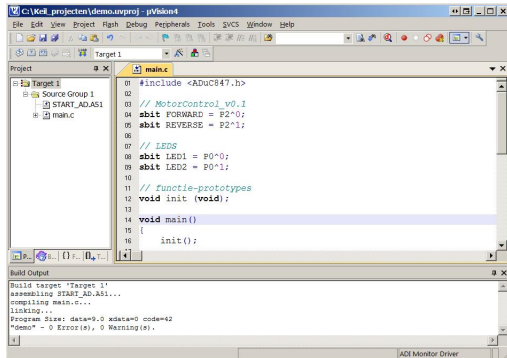 C:\Keil_projecten\demo.uvproj - µVision4
File Edit View Project Flash Debug Peripherals Tools SVCS Window Help
Target 1
Project
main.c
Target 1
Source Group 1
START_AD.A51
main.c
01 #include <ADuC847.h>
02
03 // MotorControl_v0.1
04 sbit FORWARD = P2^0;
05 sbit REVERSE = P2^1;
06
07 // LEDS
08 sbit LED1 = P0^0;
09 sbit LED2 = P0^1;
10
11 // functie-prototypes
12 void init (void);
13
14 void main()
15 {
16 init();
P... B... {} F... T...
Build Output
Build target 'Target 1'
assembling START_AD.A51...
compiling main.c...
linking...
Program Size: data=9.0 xdata=0 code=62
"demo" - 0 Error(s), 0 Warning(s).
ADI Monitor Driver